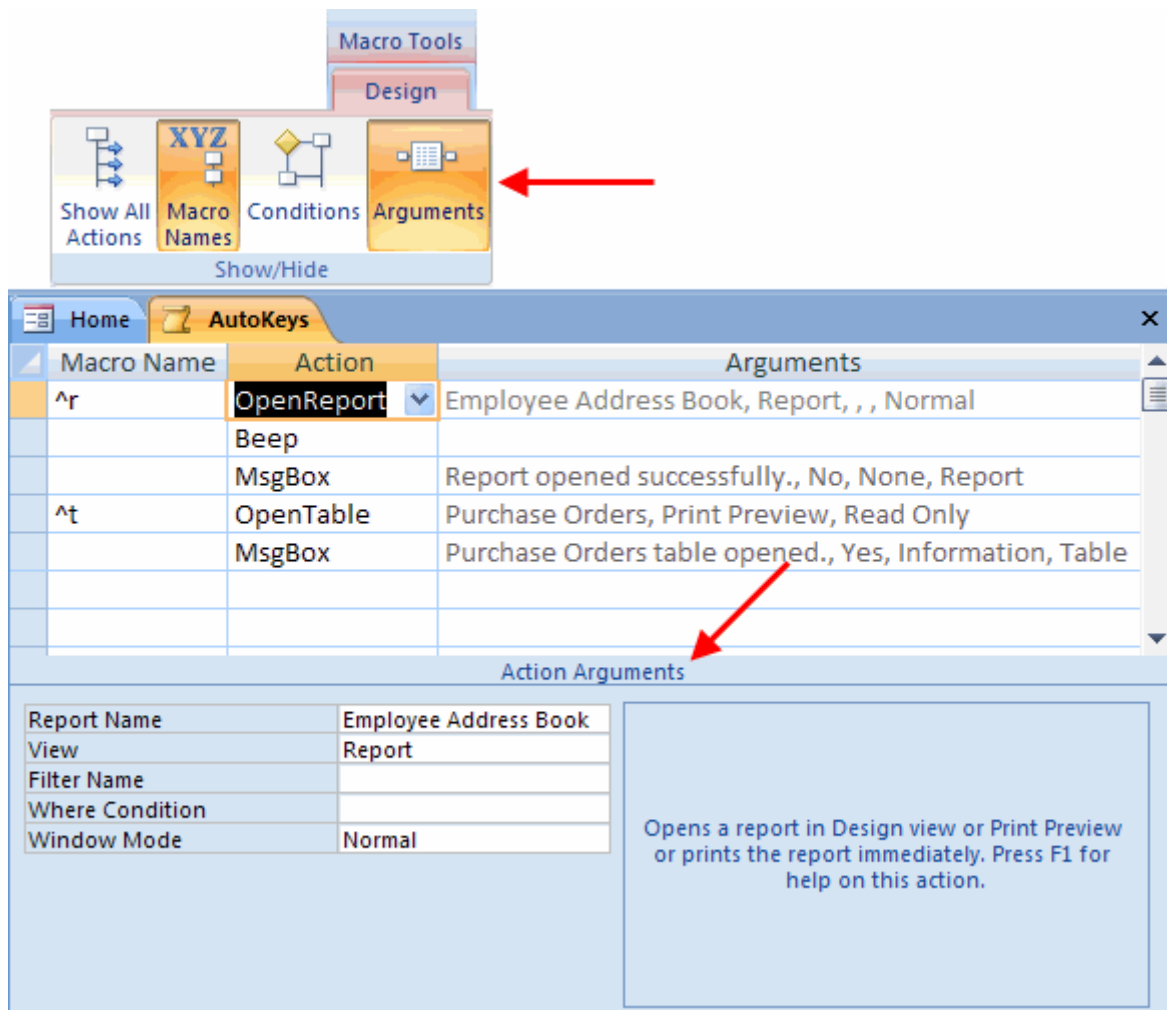 Macro Tools
Design
XYZ
Show All Actions
Macro Names
Conditions
Arguments
Show/Hide
Home AutoKeys
Macro Name Action Arguments
^r OpenReport Employee Address Book, Report, , , Normal
Beep
MsgBox Report opened successfully., No, None, Report
^t OpenTable Purchase Orders, Print Preview, Read Only
MsgBox Purchase Orders table opened., Yes, Information, Table
Action Arguments
Report Name Employee Address Book
View Report
Filter Name
Where Condition
Window Mode Normal
Opens a report in Design view or Print Preview
or prints the report immediately. Press F1 for
help on this action.